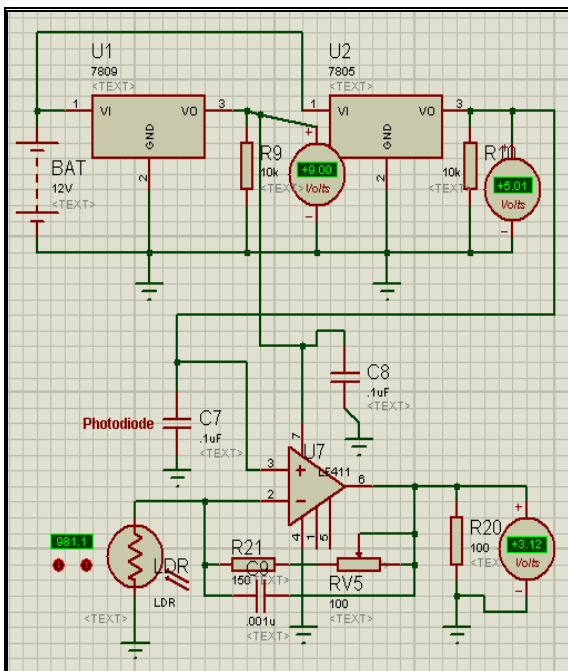 U1
7809
<TEXT>
U2
7805
<TEXT>
1
VI
VO
3
GND
2
1
VI
VO
3
GND
2
BAT
12V
<TEXT>
R9
10k
<TEXT>
+
+9.00
Volts
−
R10
10k
<TEXT>
+5.01
Volts
−
C8
.1uF
<TEXT>
Photodiode
C7
.1uF
<TEXT>
7
U7
LF411
3
+
2
−
6
4
1
5
981.1
LDR
LDR
<TEXT>
R21
150
C9
.001u
<TEXT>
RV5
100
<TEXT>
R20
100
<TEXT>
+
+3.12
Volts
−